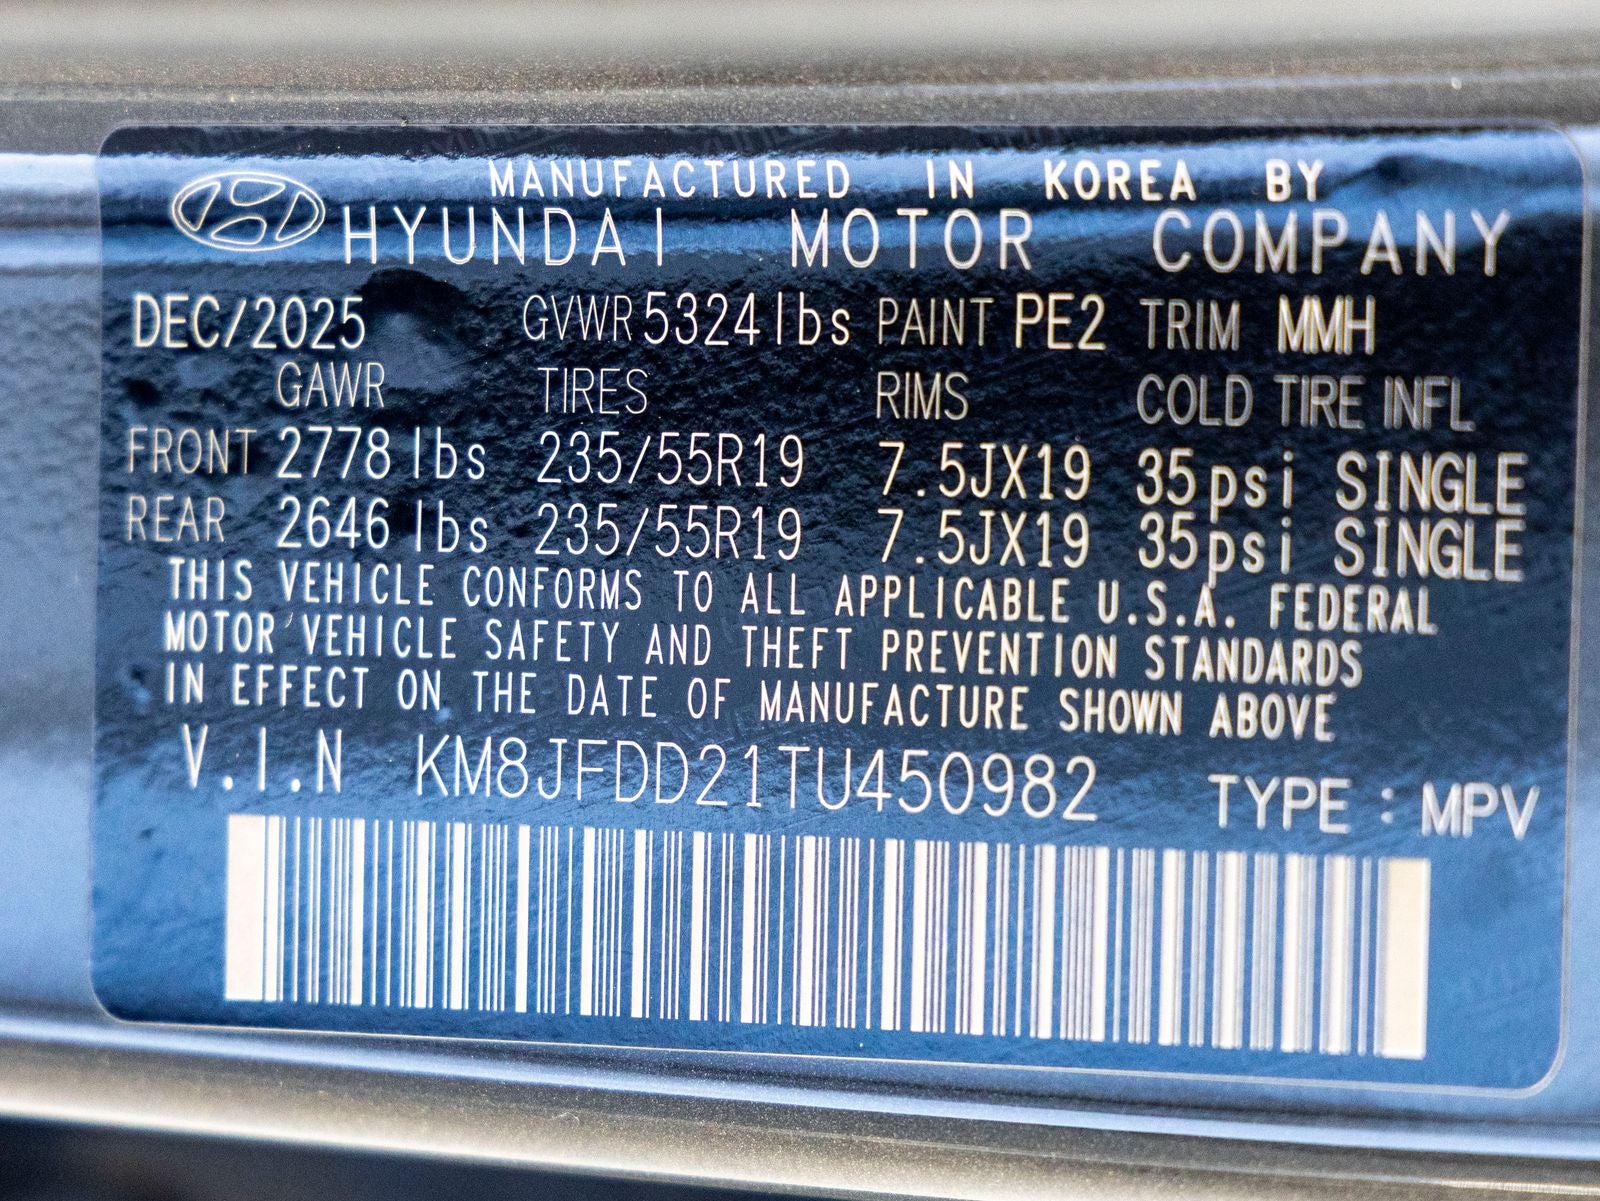 MANUFACTURED IN KOREA BY
HYUNDAI MOTOR COMPANY
DEC/2025 GVWR 5324 lbs PAINT PE2 TRIM MMH
GAWR TIRES RIMS COLD TIRE INFL
FRONT 2778 lbs 235/55R19 7.5JX19 35psi SINGLE
REAR 2646 lbs 235/55R19 7.5JX19 35psi SINGLE
THIS VEHICLE CONFORMS TO ALL APPLICABLE U.S.A. FEDERAL
MOTOR VEHICLE SAFETY AND THEFT PREVENTION STANDARDS
IN EFFECT ON THE DATE OF MANUFACTURE SHOWN ABOVE
V.I.N KM8JFDD21TU450982 TYPE : MPV